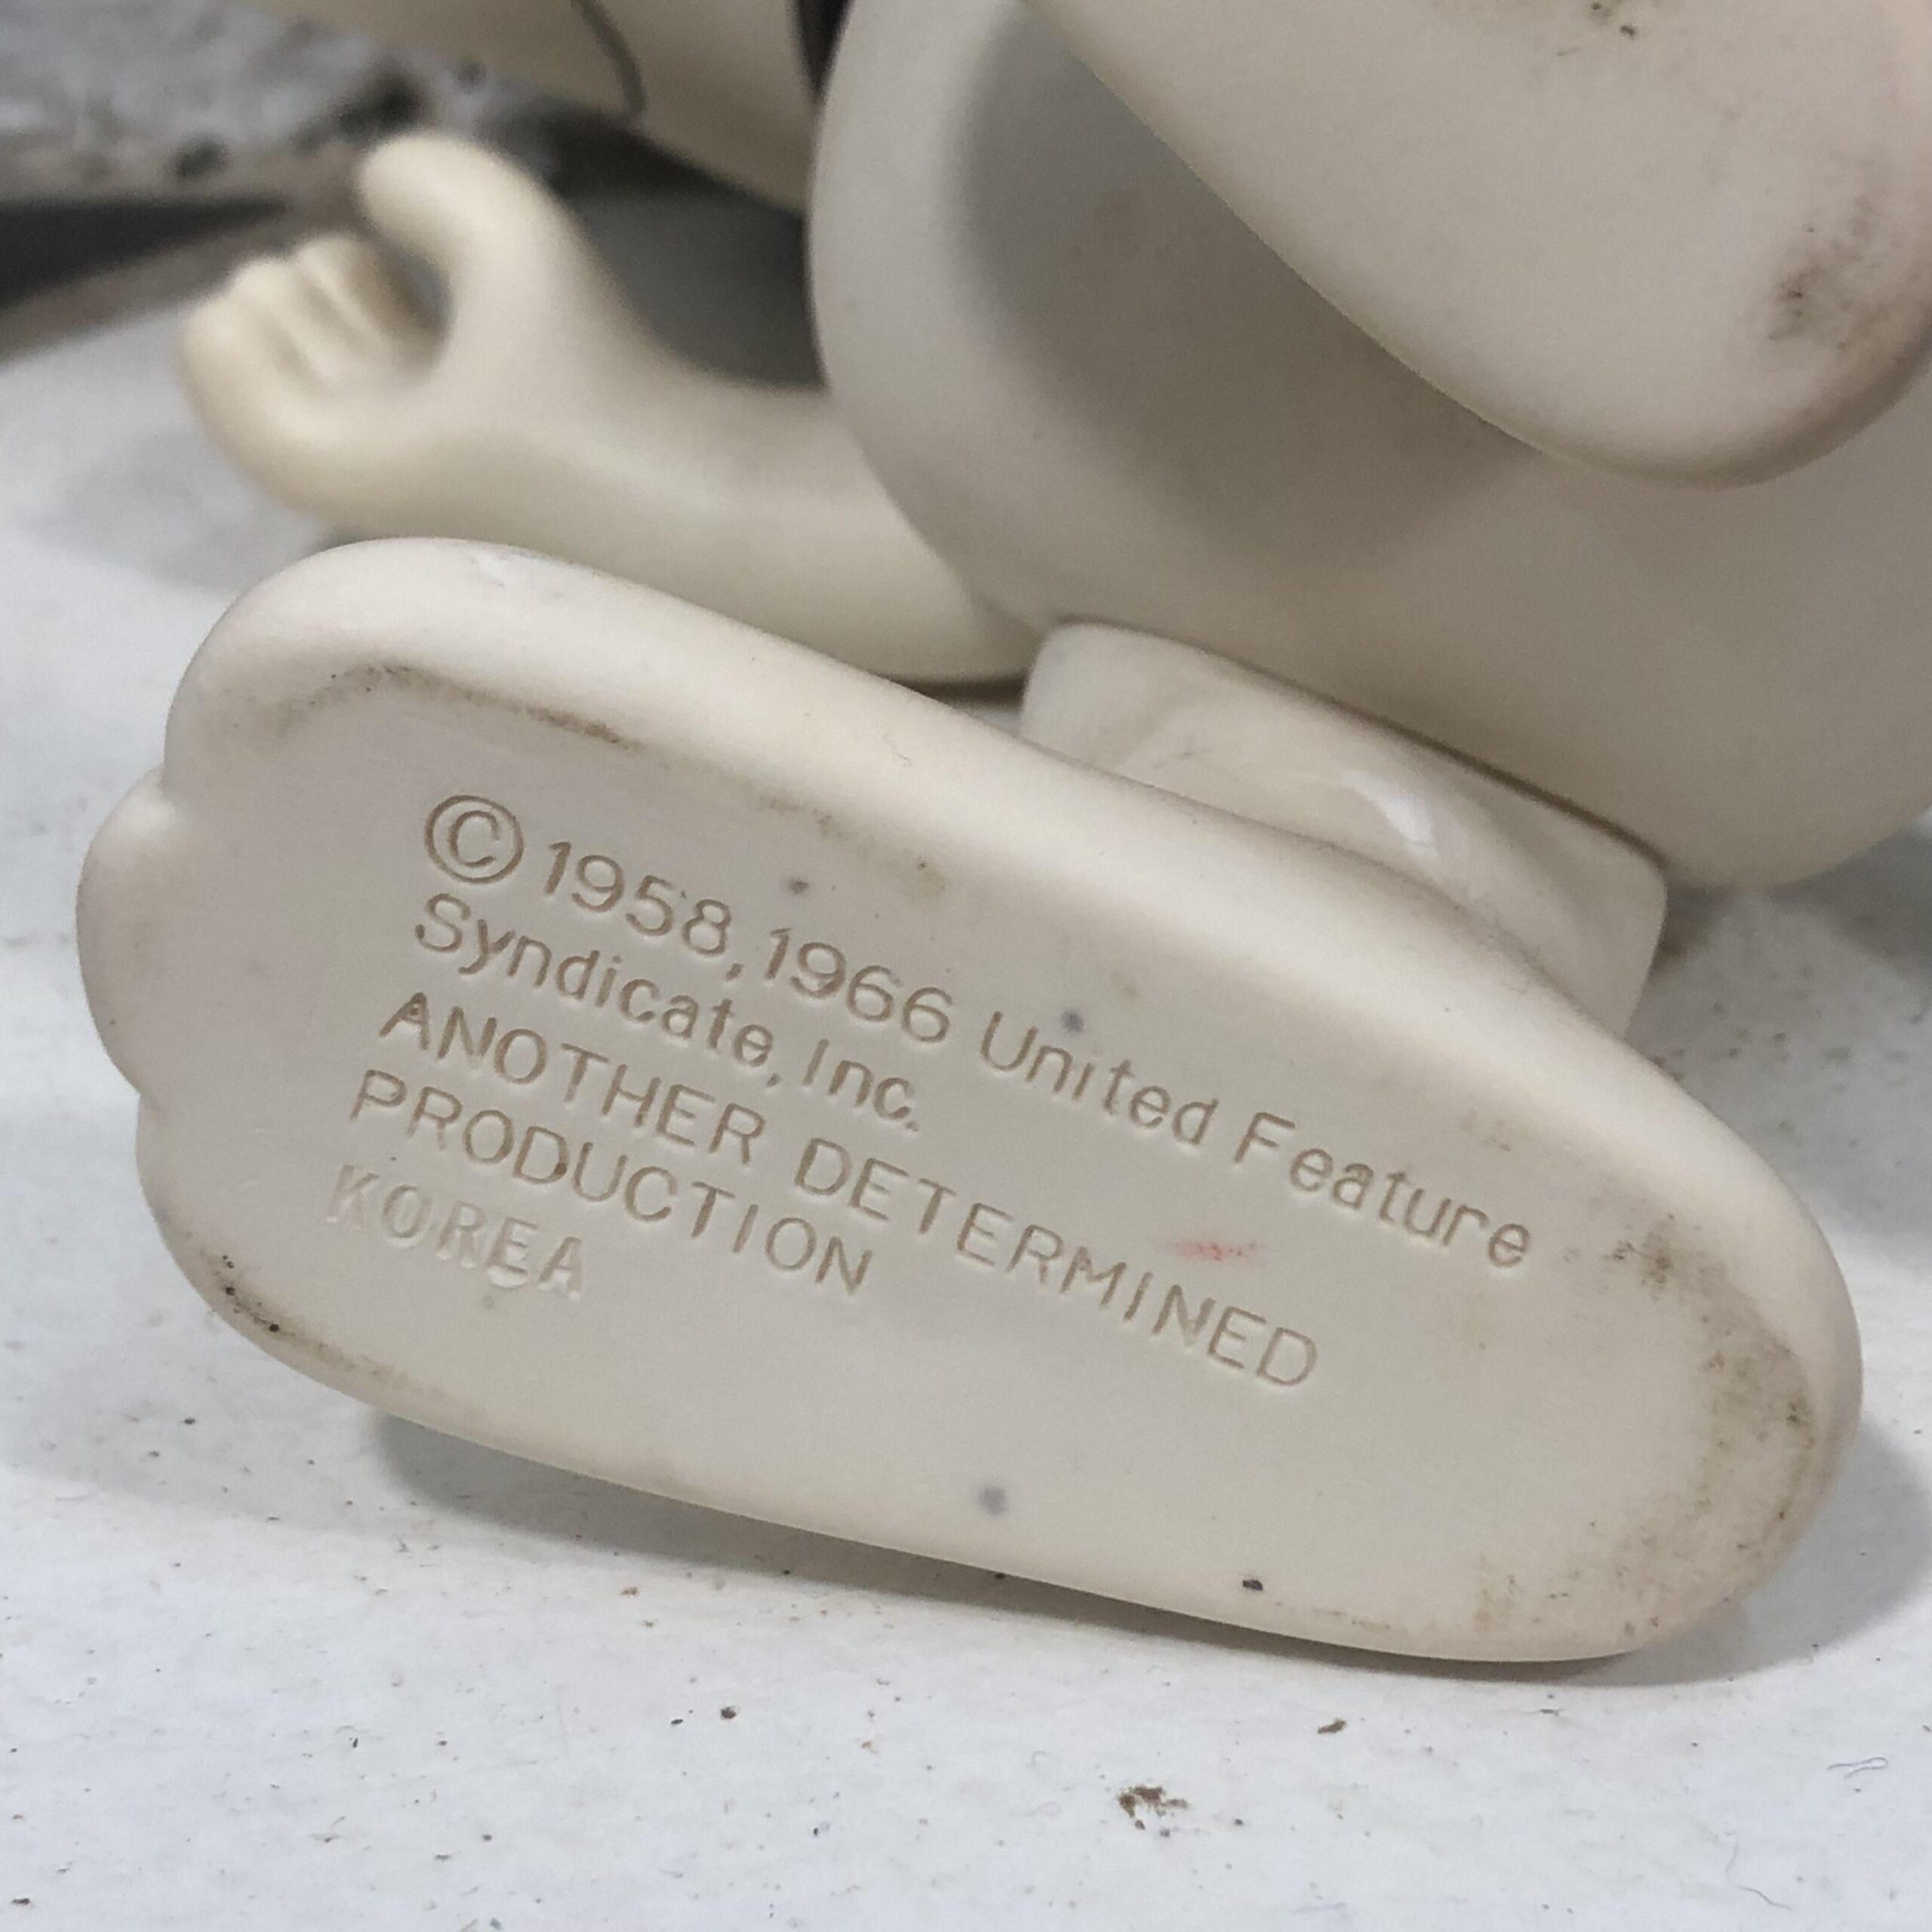 © 1958, 1966 United Feature
Syndicate, Inc.
ANOTHER DETERMINED
PRODUCTION
KOREA